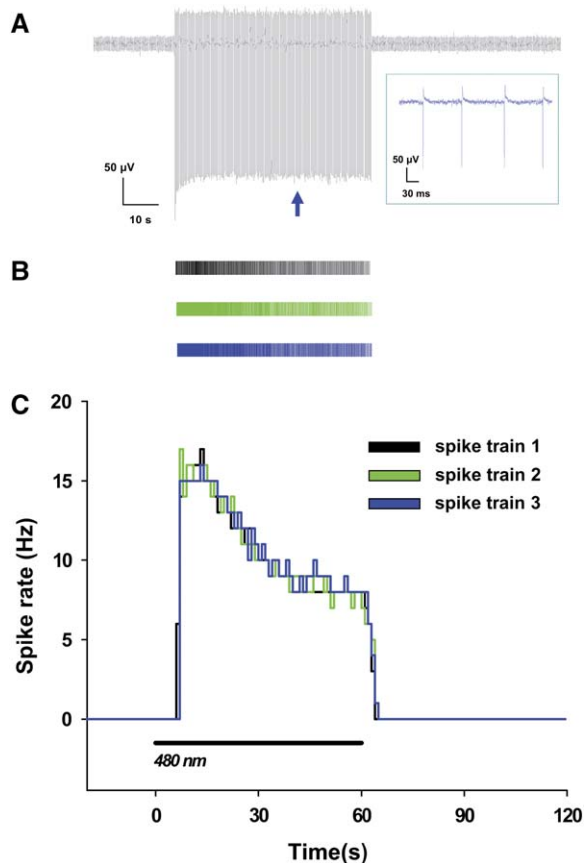 A
50 µV
10 s
50 µV
30 ms
B
C
20
15
10
5
0
Spike rate (Hz)
spike train 1
spike train 2
spike train 3
480 nm
0
30
60
90
120
Time(s)